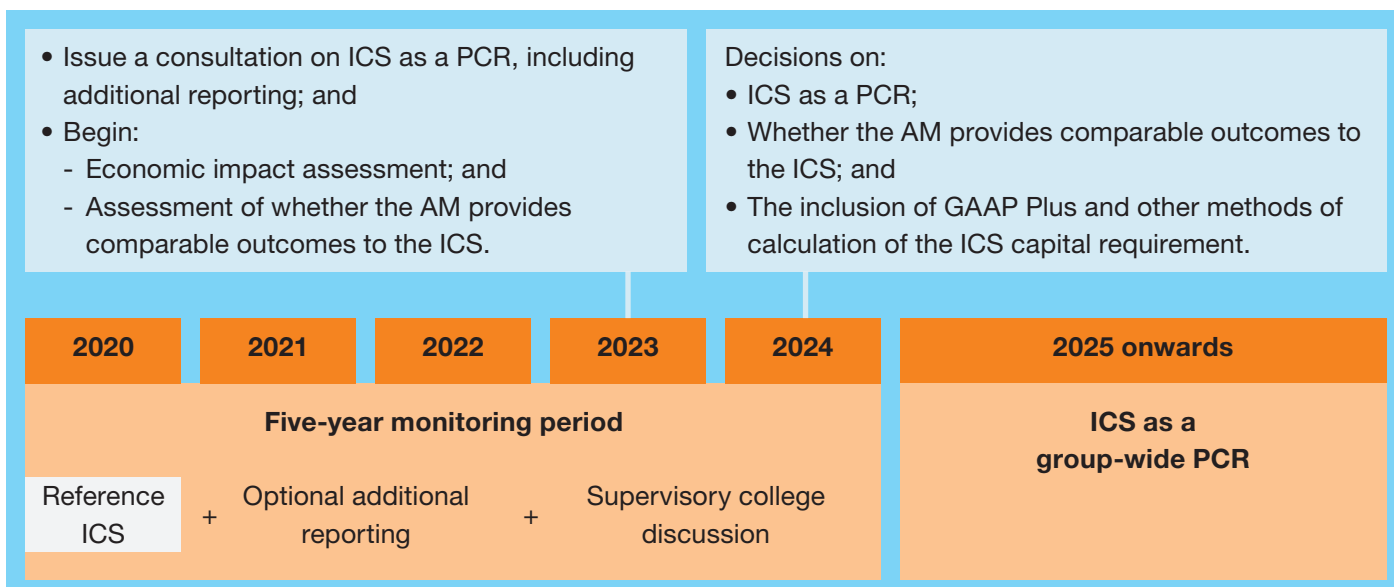 • Issue a consultation on ICS as a PCR, including
additional reporting; and
• Begin:
- Economic impact assessment; and
- Assessment of whether the AM provides
comparable outcomes to the ICS.
Decisions on:
• ICS as a PCR;
• Whether the AM provides comparable outcomes to
the ICS; and
• The inclusion of GAAP Plus and other methods of
calculation of the ICS capital requirement.
2020
2021
2022
2023
2024
2025 onwards
Five-year monitoring period
Reference
ICS
+
Optional additional
reporting
+
Supervisory college
discussion
ICS as a
group-wide PCR